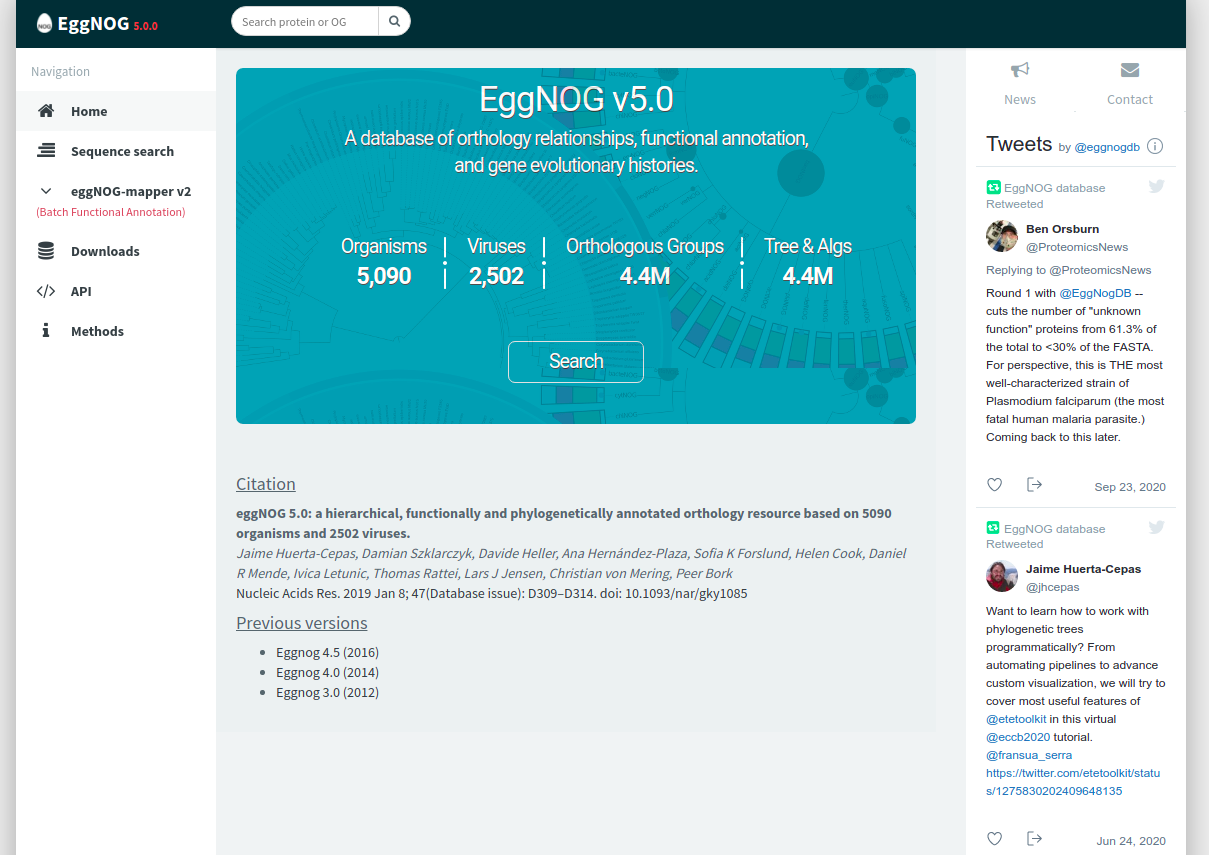 EggNOG 5.0.0
Search protein or OG
Navigation
Home
Sequence search
eggNOG-mapper v2
(Batch Functional Annotation)
Downloads
API
Methods
EggNOG v5.0
A database of orthology relationships, functional annotation,
and gene evolutionary histories.
Organisms
5,090
Viruses
2,502
Orthologous Groups
4.4M
Tree & Algs
4.4M
Search
Citation
eggNOG 5.0: a hierarchical, functionally and phylogenetically annotated orthology resource based on 5090
organisms and 2502 viruses.
Jaime Huerta-Cepas, Damian Szklarczyk, Davide Heller, Ana Hernández-Plaza, Sofia K Forslund, Helen Cook, Daniel
R Mende, Ivica Letunic, Thomas Rattei, Lars J Jensen, Christian von Mering, Peer Bork
Nucleic Acids Res. 2019 Jan 8; 47(Database issue): D309–D314. doi: 10.1093/nar/gky1085
Previous versions
Eggnog 4.5 (2016)
Eggnog 4.0 (2014)
Eggnog 3.0 (2012)
News
Contact
Tweets by @eggnogdb
EggNOG database
Retweeted
Ben Orsburn
@ProteomicsNews
Replying to @ProteomicsNews
Round 1 with @EggNogDB --
cuts the number of "unknown
function" proteins from 61.3% of
the total to <30% of the FASTA.
For perspective, this is THE most
well-characterized strain of
Plasmodium falciparum (the most
fatal human malaria parasite.)
Coming back to this later.
Sep 23, 2020
EggNOG database
Retweeted
Jaime Huerta-Cepas
@jhcepas
Want to learn how to work with
phylogenetic trees
programmatically? From
automating pipelines to advance
custom visualization, we will try to
cover most useful features of
@etetoolkit in this virtual
@eccb2020 tutorial.
@fransua_serra
https://twitter.com/etetoolkit/statu
s/1275830202409648135
Jun 24, 2020